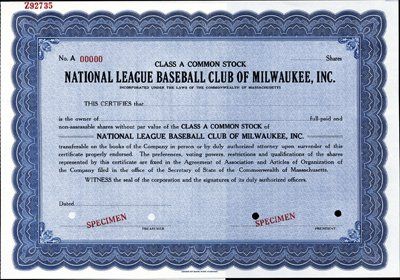 Z92735
No. A 00000
CLASS A COMMON STOCK
Shares
NATIONAL LEAGUE BASEBALL CLUB OF MILWAUKEE, INC.
INCORPORATED UNDER THE LAWS OF THE COMMONWEALTH OF MASSACHUSETTS
THIS CERTIFIES that
is the owner of full-paid and
non-assessable shares without par value of the CLASS A COMMON STOCK of
NATIONAL LEAGUE BASEBALL CLUB OF MILWAUKEE, INC.
transferable on the books of the Company in person or by duly authorized attorney upon surrender of this
certificate properly endorsed. The preferences, voting powers, restrictions and qualifications of the shares
represented by this certificate are fixed in the Agreement of Association and Articles of Organization of
the Company filed in the office of the Secretary of State of the Commonwealth of Massachusetts.
WITNESS the seal of the corporation and the signatures of its duly authorized officers.
Dated
SPECIMEN SPECIMEN
TREASURER PRESIDENT